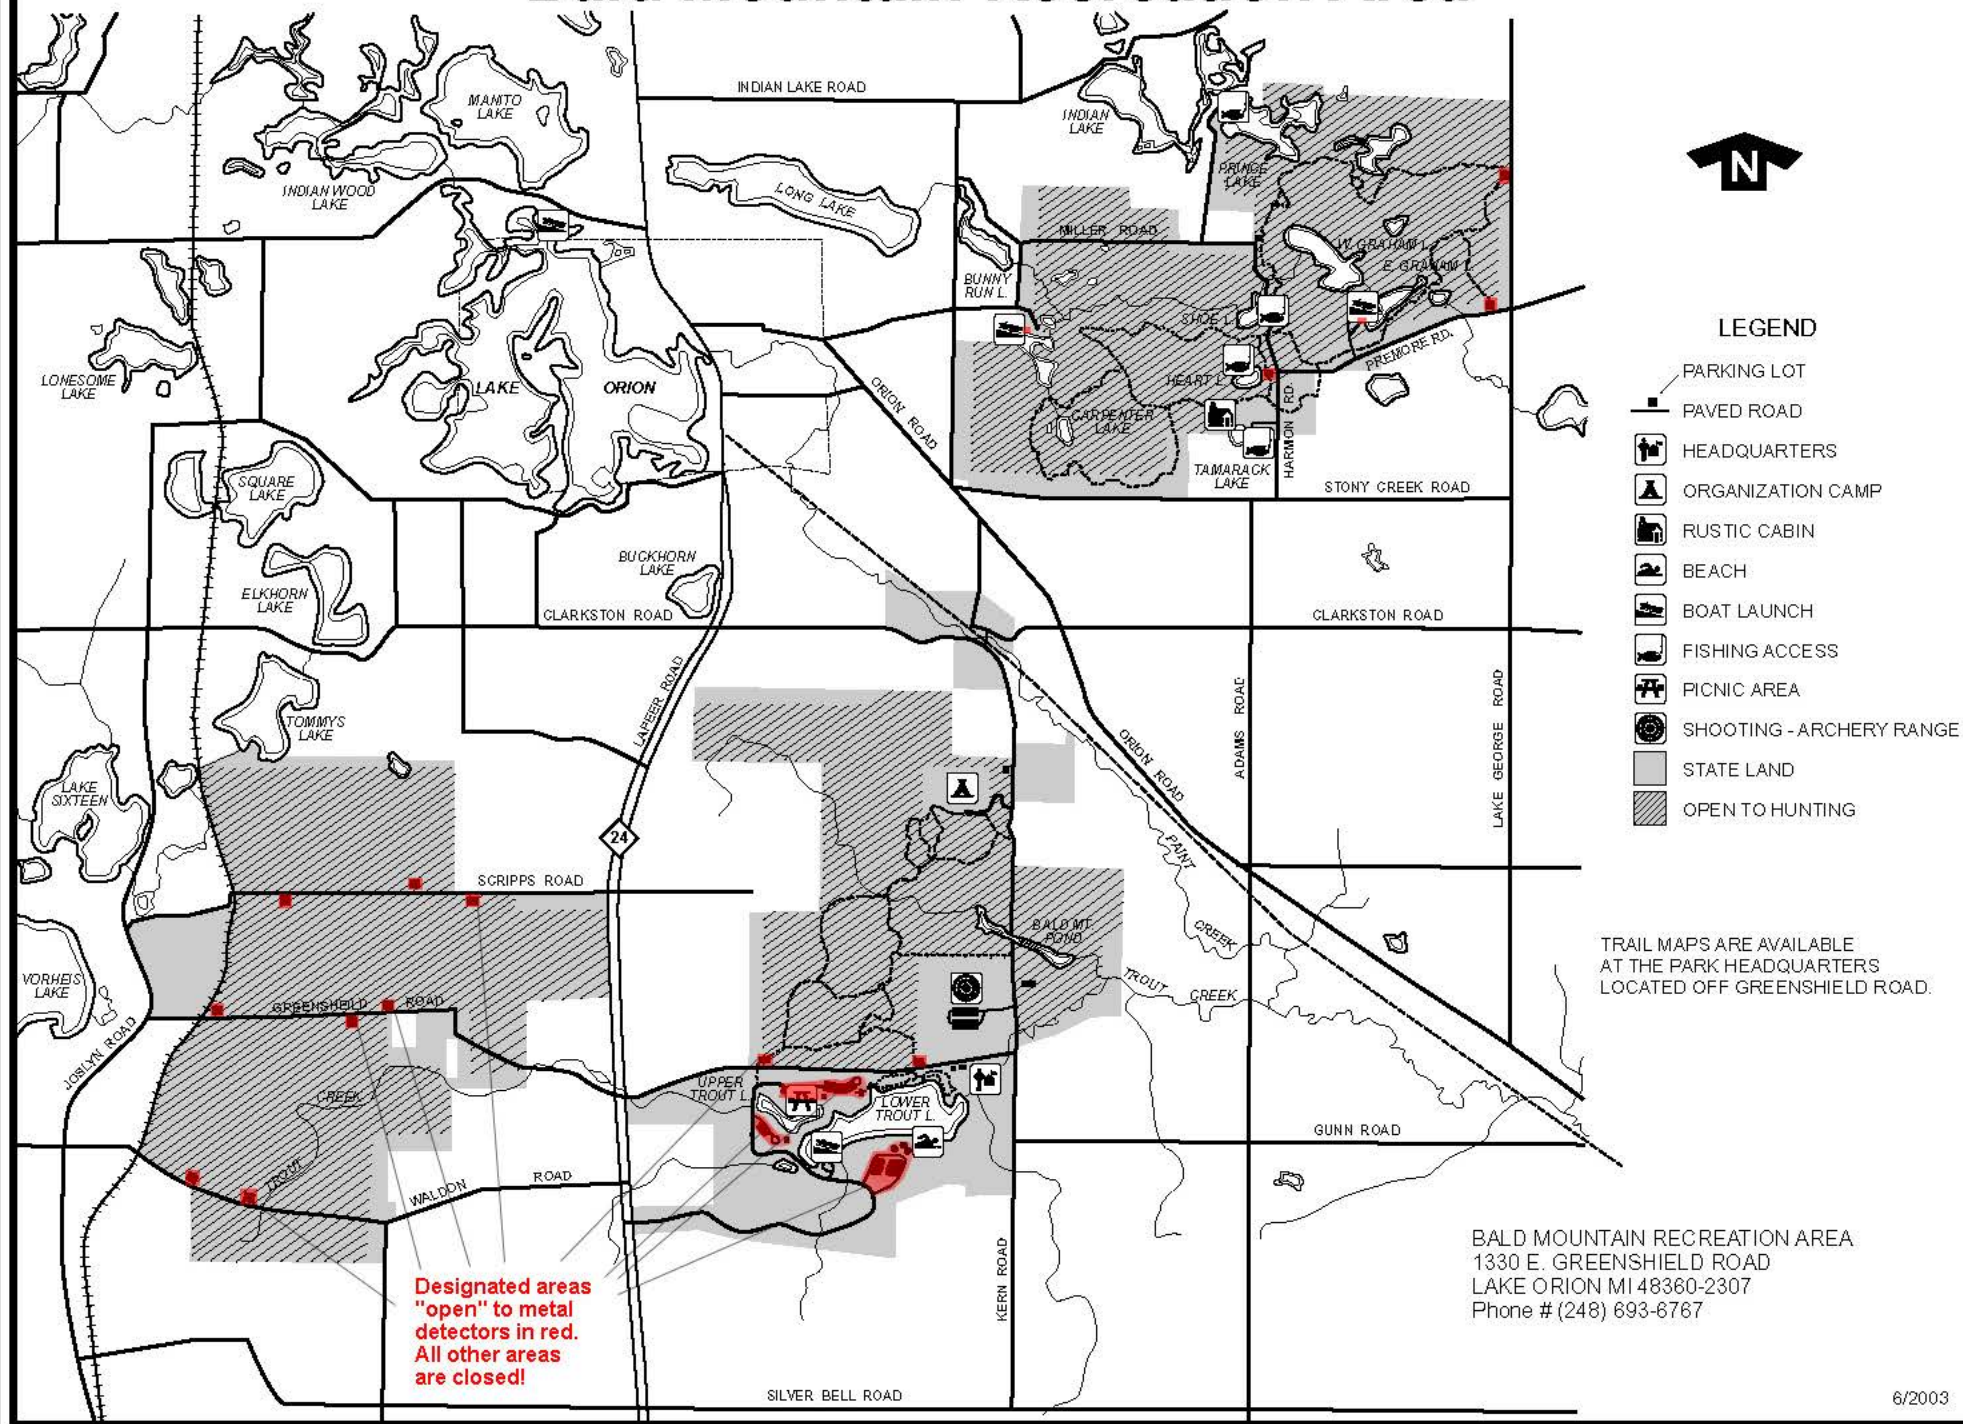 INDIAN LAKE ROAD
MANITO
LAKE
INDIAN
LAKE
INDIAN WOOD
LAKE
LONG LAKE
PRINCE
LAKE
MILLER ROAD
W. GRAHAM L.
E. GRAHAM L.
BUNNY
RUN L.
SHOE L.
PREMORE RD.
LONESOME
LAKE
LAKE ORION
ORION ROAD
HEART L.
HARMON RD.
CARPENTER
LAKE
TAMARACK
LAKE
STONY CREEK ROAD
SQUARE
LAKE
BUCKHORN
LAKE
ELKHORN
LAKE
CLARKSTON ROAD
CLARKSTON ROAD
LAPEER ROAD
TOMMYS
LAKE
ORION ROAD
ADAMS ROAD
LAKE GEORGE ROAD
LAKE
SIXTEEN
24
PAINT
CREEK
SCRIPPS ROAD
BALD MT.
POND
VORHEIS
LAKE
TROUT CREEK
GREENSHEILD ROAD
JOSLYN ROAD
UPPER
TROUT L.
LOWER
TROUT L.
CREEK
TROUT
GUNN ROAD
WALDON ROAD
KERN ROAD
SILVER BELL ROAD
Designated areas
"open" to metal
detectors in red.
All other areas
are closed!
N
LEGEND
PARKING LOT
PAVED ROAD
HEADQUARTERS
ORGANIZATION CAMP
RUSTIC CABIN
BEACH
BOAT LAUNCH
FISHING ACCESS
PICNIC AREA
SHOOTING - ARCHERY RANGE
STATE LAND
OPEN TO HUNTING
TRAIL MAPS ARE AVAILABLE
AT THE PARK HEADQUARTERS
LOCATED OFF GREENSHIELD ROAD.
BALD MOUNTAIN RECREATION AREA
1330 E. GREENSHIELD ROAD
LAKE ORION MI 48360-2307
Phone # (248) 693-6767
6/2003